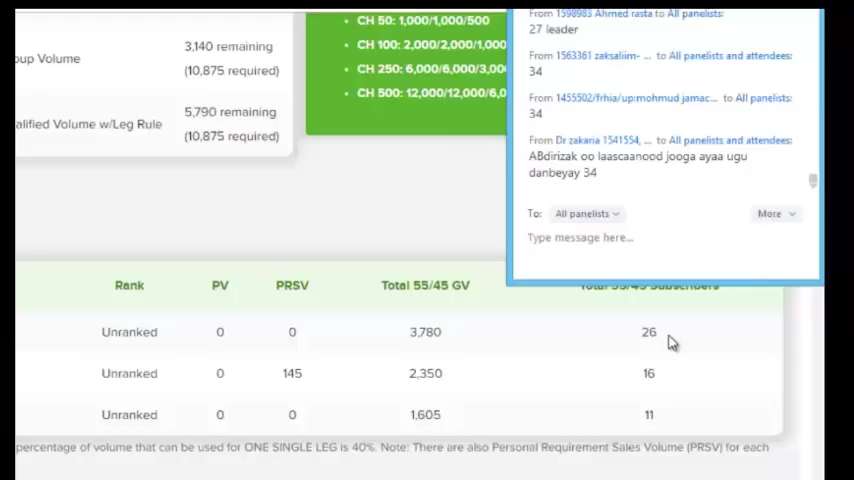 oup Volume
3,140 remaining
(10,875 required)
alified Volume w/Leg Rule
5,790 remaining
(10,875 required)
• CH 50: 1,000/1,000/500
• CH 100: 2,000/2,000/1,000
• CH 250: 6,000/6,000/3,00
• CH 500: 12,000/12,000/6,0
From 1598983 Ahmed rasta to All panelists:
27 leader
From 1563361 zaksaliim- ... to All panelists and attendees:
34
From 1455502/frhia/up:mohmud jamac... to All panelists:
34
From Dr zakaria 1541554, ... to All panelists and attendees:
ABdirizak oo laascaanood jooga ayaa ugu
danbeyay 34
To: All panelists More
Type message here...
Rank PV PRSV Total 55/45 GV Total 55/45 Subscribers
Unranked 0 0 3,780 26
Unranked 0 145 2,350 16
Unranked 0 0 1,605 11
percentage of volume that can be used for ONE SINGLE LEG is 40%. Note: There are also Personal Requirement Sales Volume (PRSV) for each